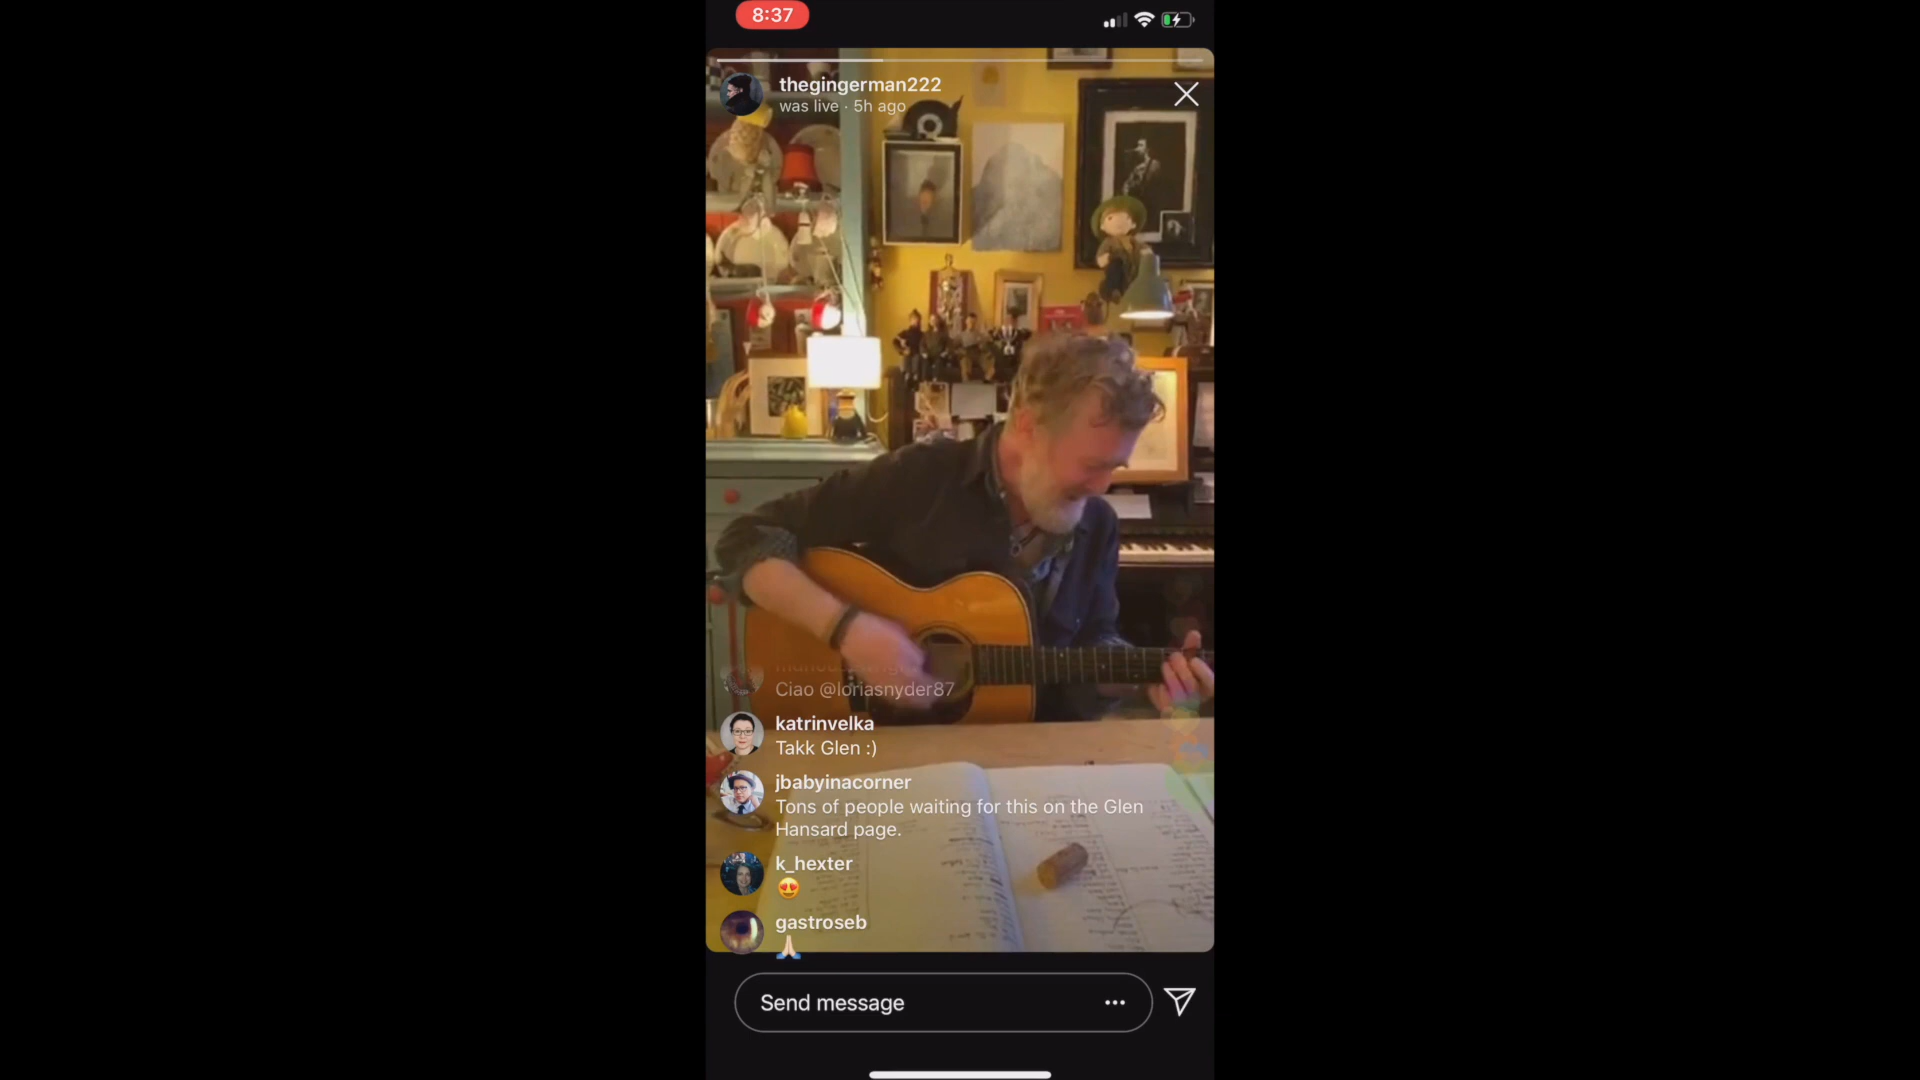 8:37
thegingerman222
was live · 5h ago
Ciao @loriasnyder87
katrinvelka
Takk Glen :)
jbabyinacorner
Tons of people waiting for this on the Glen
Hansard page.
k_hexter
😍
gastroseb
🙏🏻
Send message